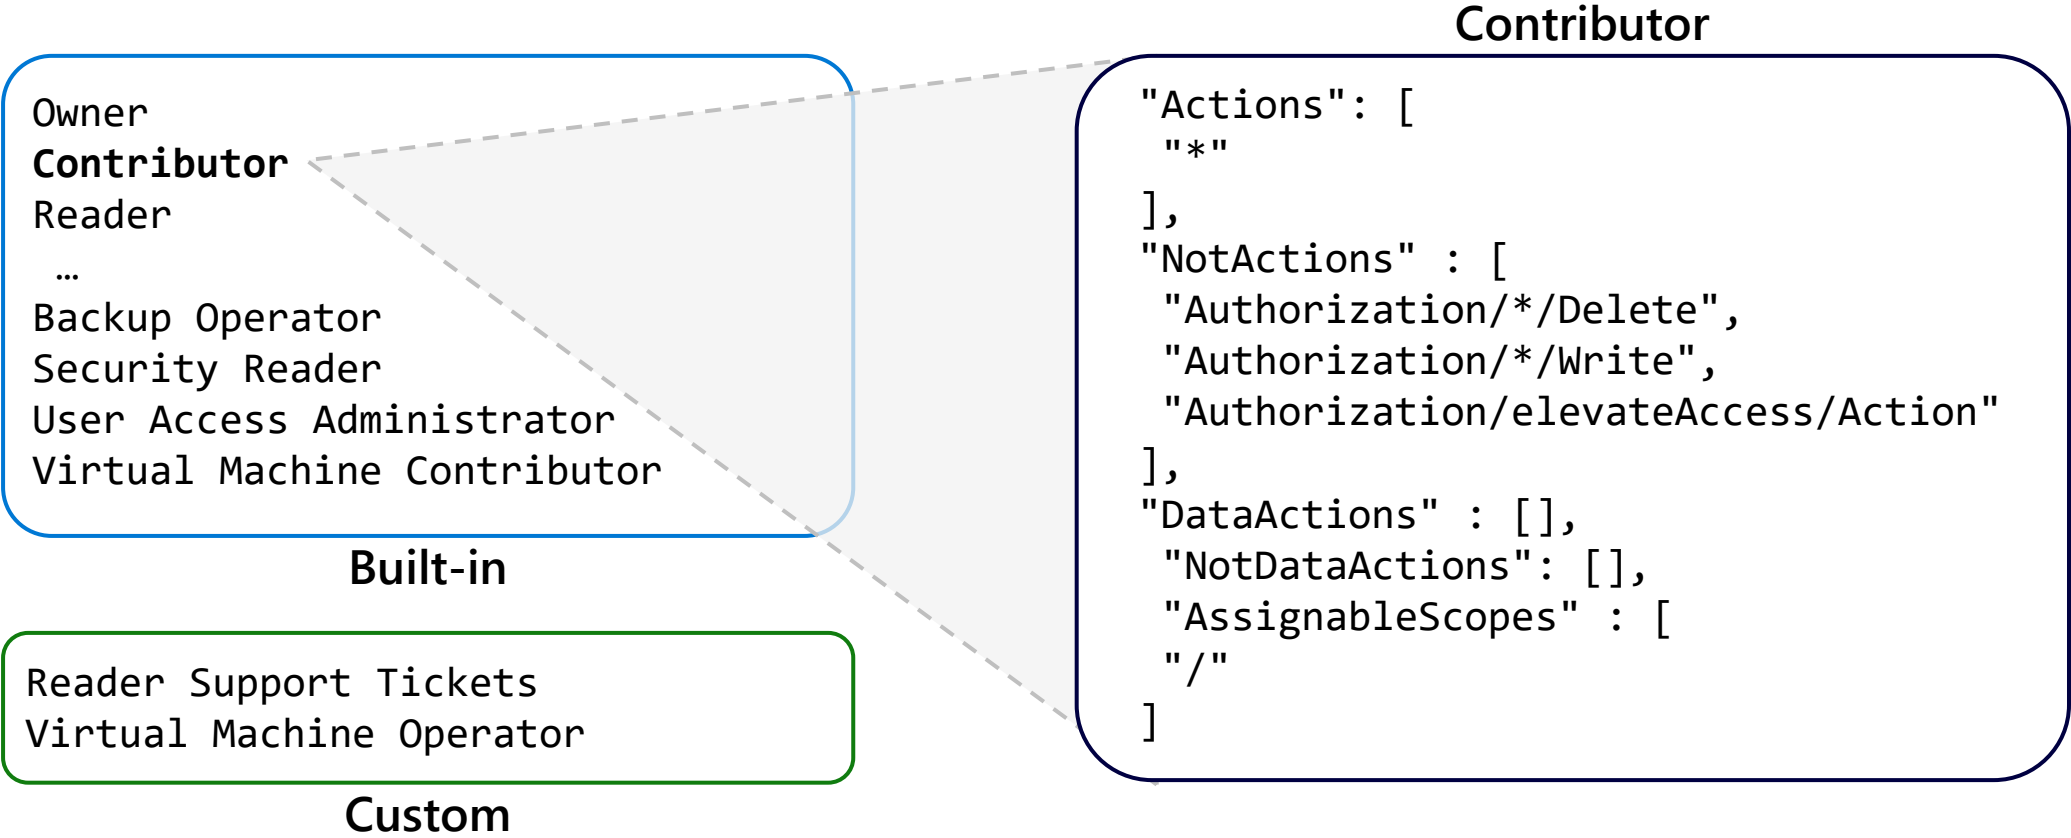 Owner
Contributor
Reader
…
Backup Operator
Security Reader
User Access Administrator
Virtual Machine Contributor
Built-in
Reader Support Tickets
Virtual Machine Operator
Custom
Contributor
"Actions": [
"*"
],
"NotActions" : [
"Authorization/*/Delete",
"Authorization/*/Write",
"Authorization/elevateAccess/Action"
],
"DataActions" : [],
"NotDataActions": [],
"AssignableScopes" : [
"/"
]